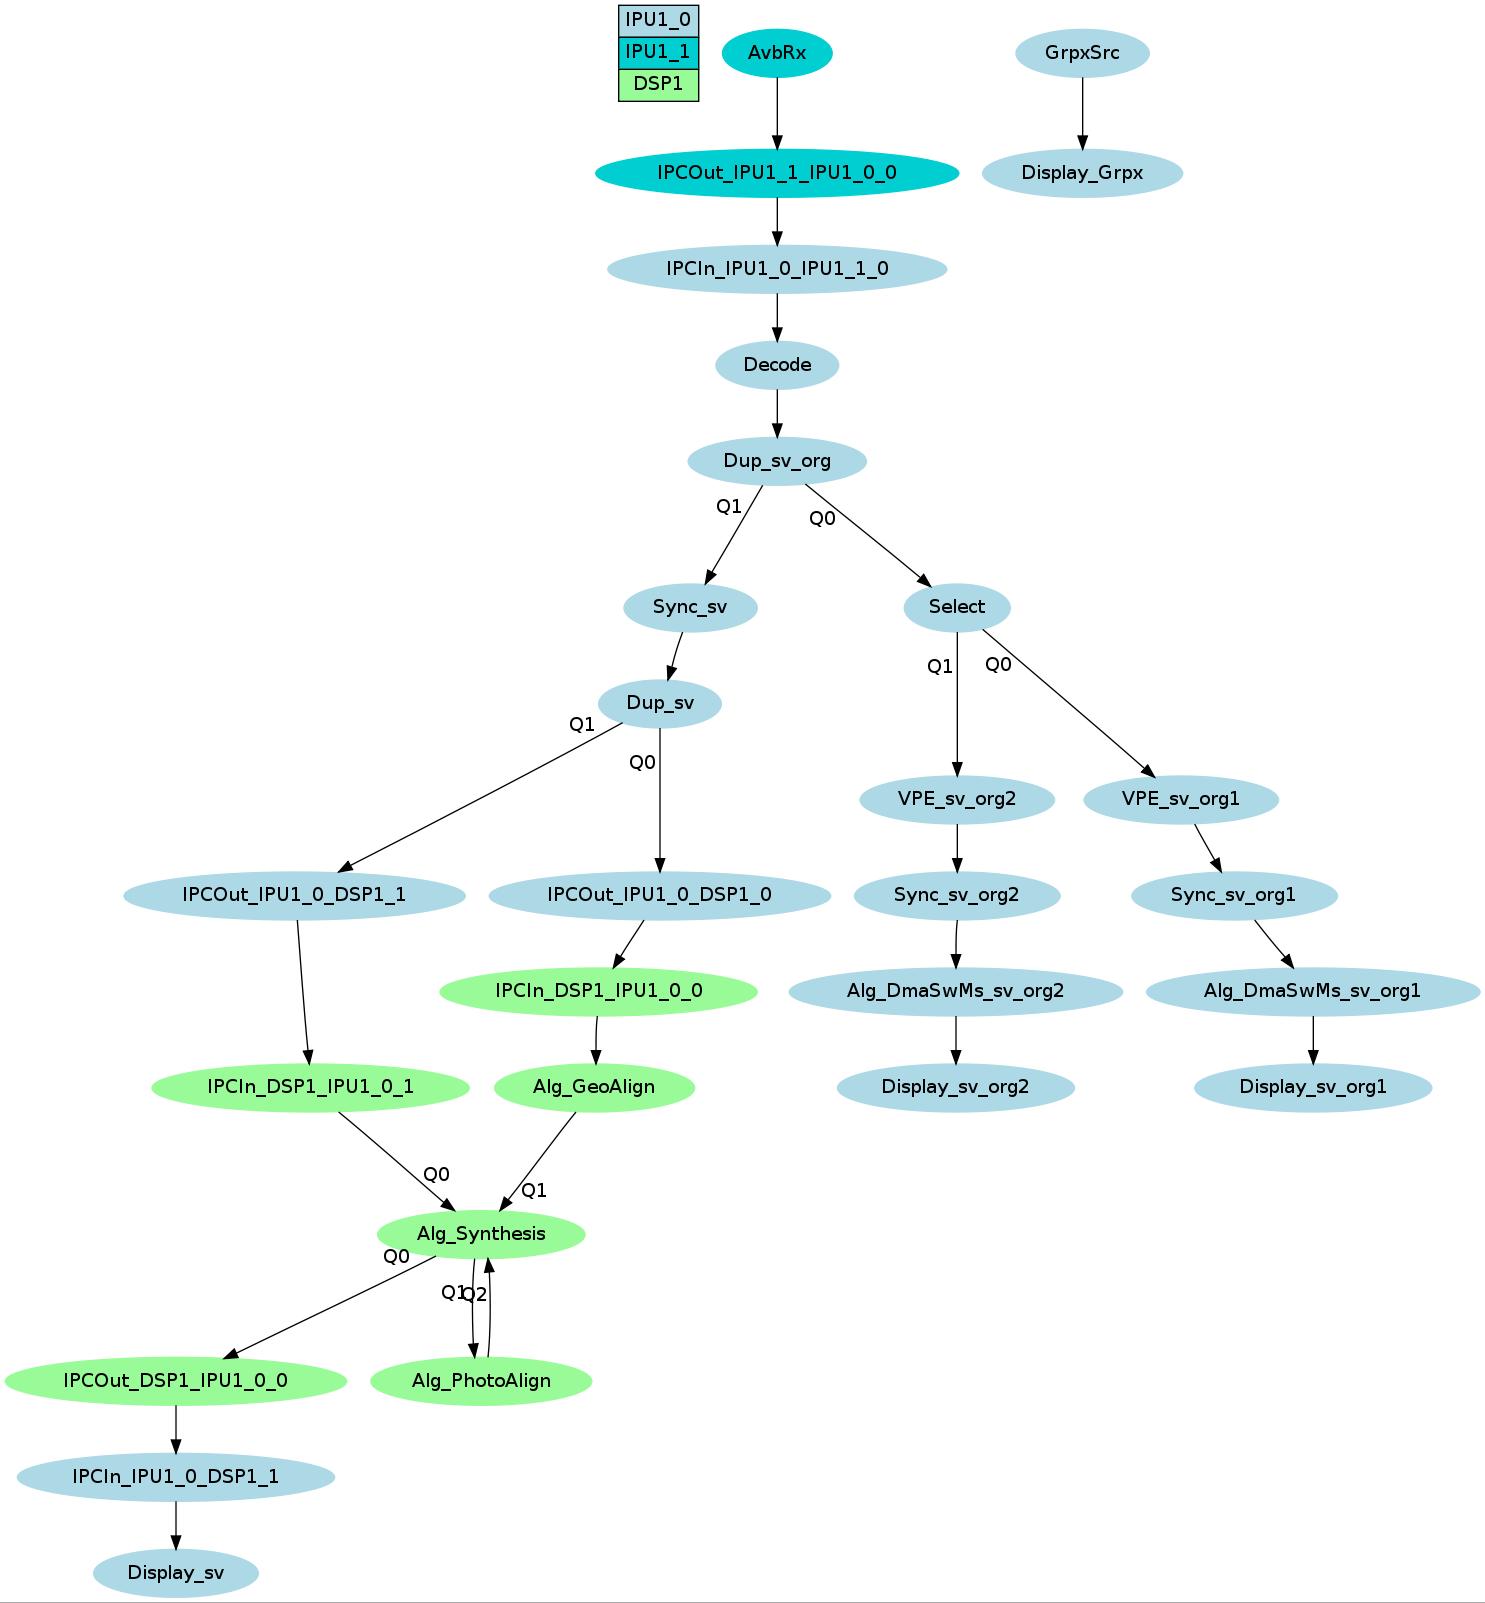 IPU1_0
IPU1_1
DSP1
AvbRx
GrpxSrc
IPCOut_IPU1_1_IPU1_0_0
Display_Grpx
IPCIn_IPU1_0_IPU1_1_0
Decode
Dup_sv_org
Q1
Q0
Sync_sv
Select
Q1
Q0
Dup_sv
Q1
Q0
VPE_sv_org2
VPE_sv_org1
IPCOut_IPU1_0_DSP1_1
IPCOut_IPU1_0_DSP1_0
Sync_sv_org2
Sync_sv_org1
IPCIn_DSP1_IPU1_0_0
Alg_DmaSwMs_sv_org2
Alg_DmaSwMs_sv_org1
IPCIn_DSP1_IPU1_0_1
Alg_GeoAlign
Display_sv_org2
Display_sv_org1
Q0
Q1
Alg_Synthesis
Q0
Q1
Q2
IPCOut_DSP1_IPU1_0_0
Alg_PhotoAlign
IPCIn_IPU1_0_DSP1_1
Display_sv